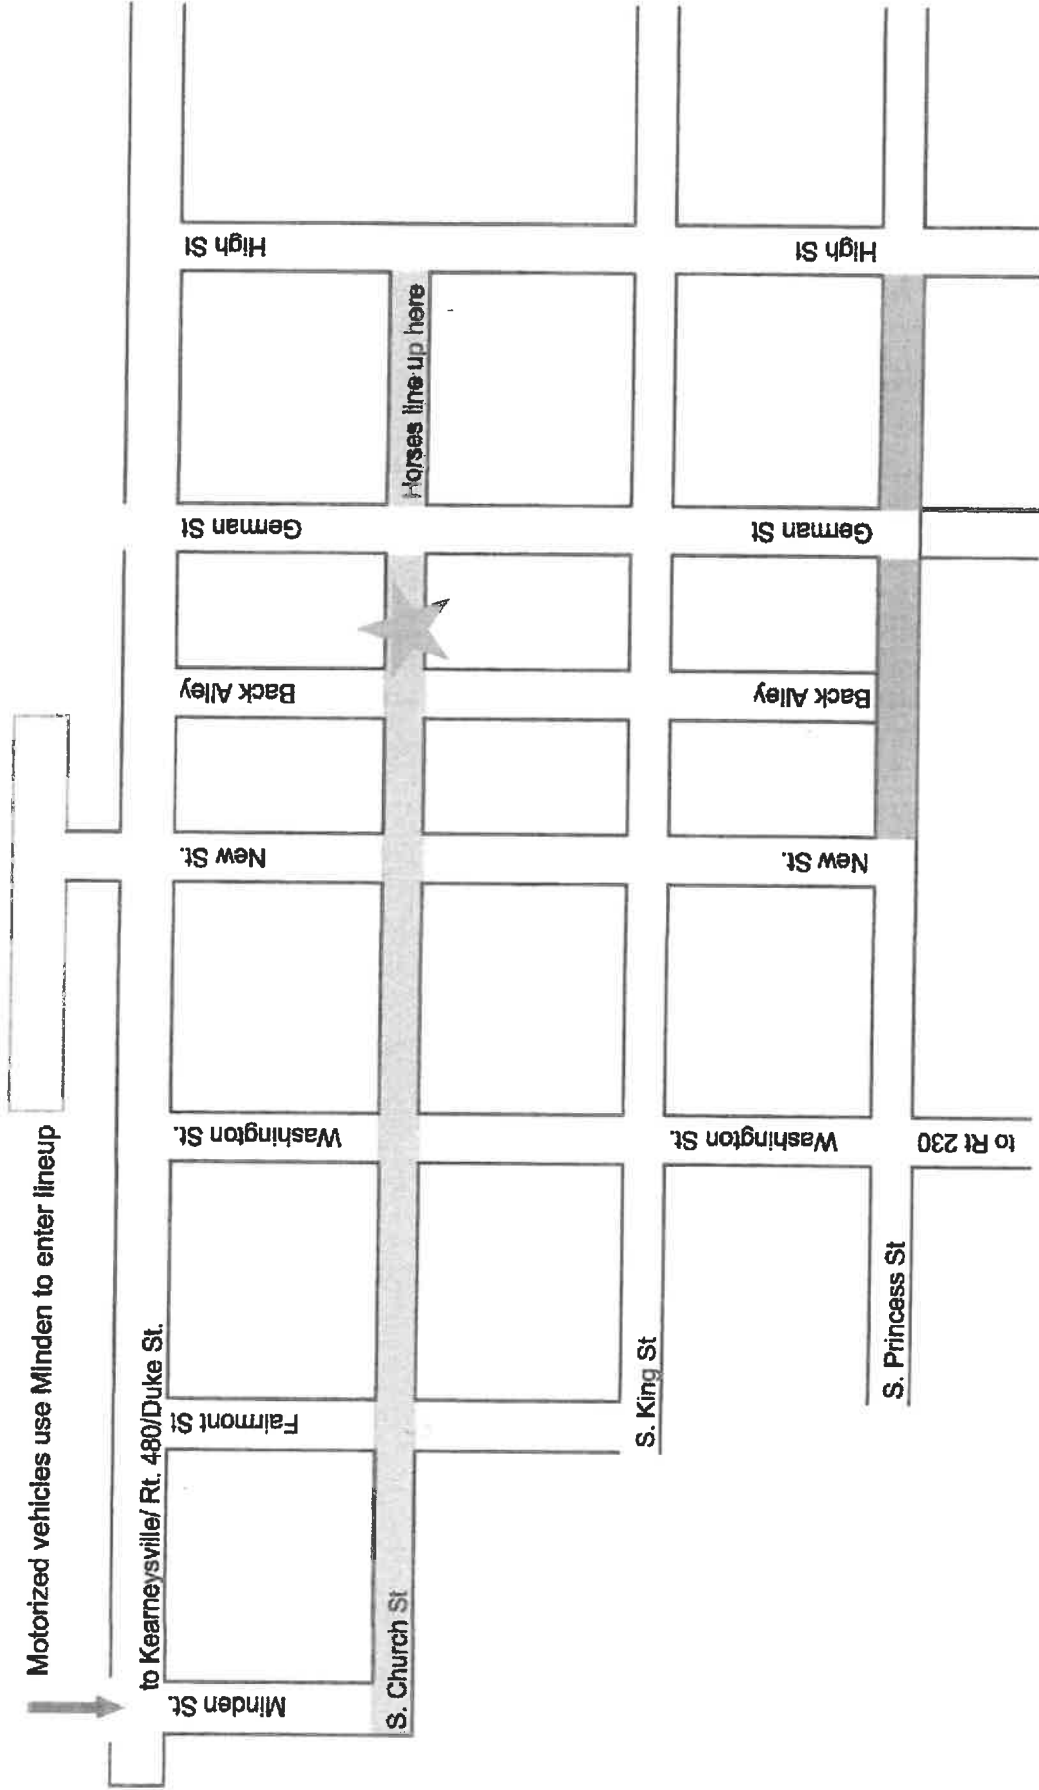 Motorized vehicles use Minden to enter lineup
to Kearneysville/ Rt. 480/Duke St.
Minden St.
Fairmont St
Washington St.
New St.
Back Alley
German St
High St
S. Church St
Horses line up here
S. King St
Washington St.
New St.
Back Alley
German St
High St
S. Princess St
to Rt 230